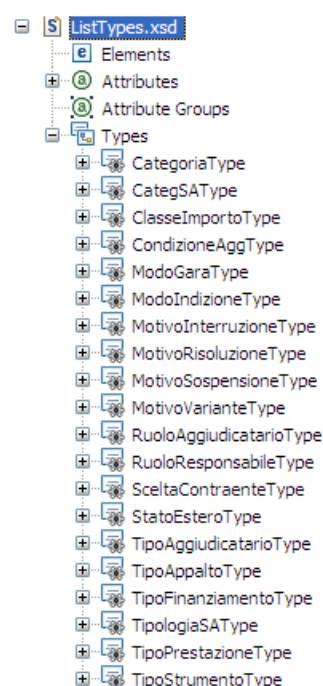 ListTypes.xsd
Elements
Attributes
Attribute Groups
Types
CategoriaType
CategSAType
ClasseImportoType
CondizioneAggType
ModoGaraType
ModoIndizioneType
MotivoInterruzioneType
MotivoRisoluzioneType
MotivoSospensioneType
MotivoVarianteType
RuoloAggiudicatarioType
RuoloResponsabileType
SceltaContraenteType
StatoEsteroType
TipoAggiudicatarioType
TipoAppaltoType
TipoFinanziamentoType
TipologiaSAType
TipoPrestazioneType
TipoStrumentoType